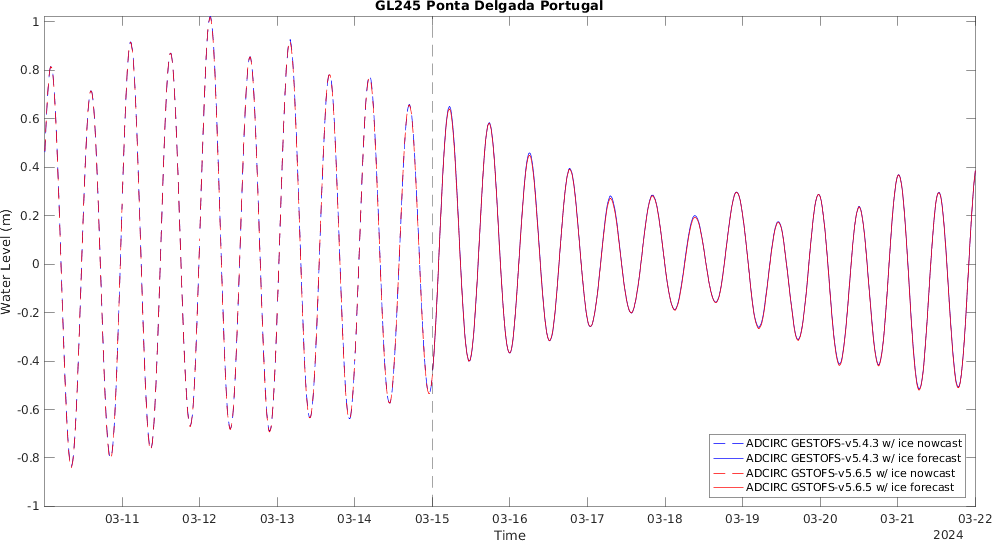 GL245 Ponta Delgada Portugal
1
0.8
0.6
0.4
0.2
0
-0.2
-0.4
-0.6
-0.8
-1
Water Level (m)
03-11 03-12 03-13 03-14 03-15 03-16 03-17 03-18 03-19 03-20 03-21 03-22
Time
2024
ADCIRC GESTOFS-v5.4.3 w/ ice nowcast
ADCIRC GESTOFS-v5.4.3 w/ ice forecast
ADCIRC GSTOFS-v5.6.5 w/ ice nowcast
ADCIRC GSTOFS-v5.6.5 w/ ice forecast